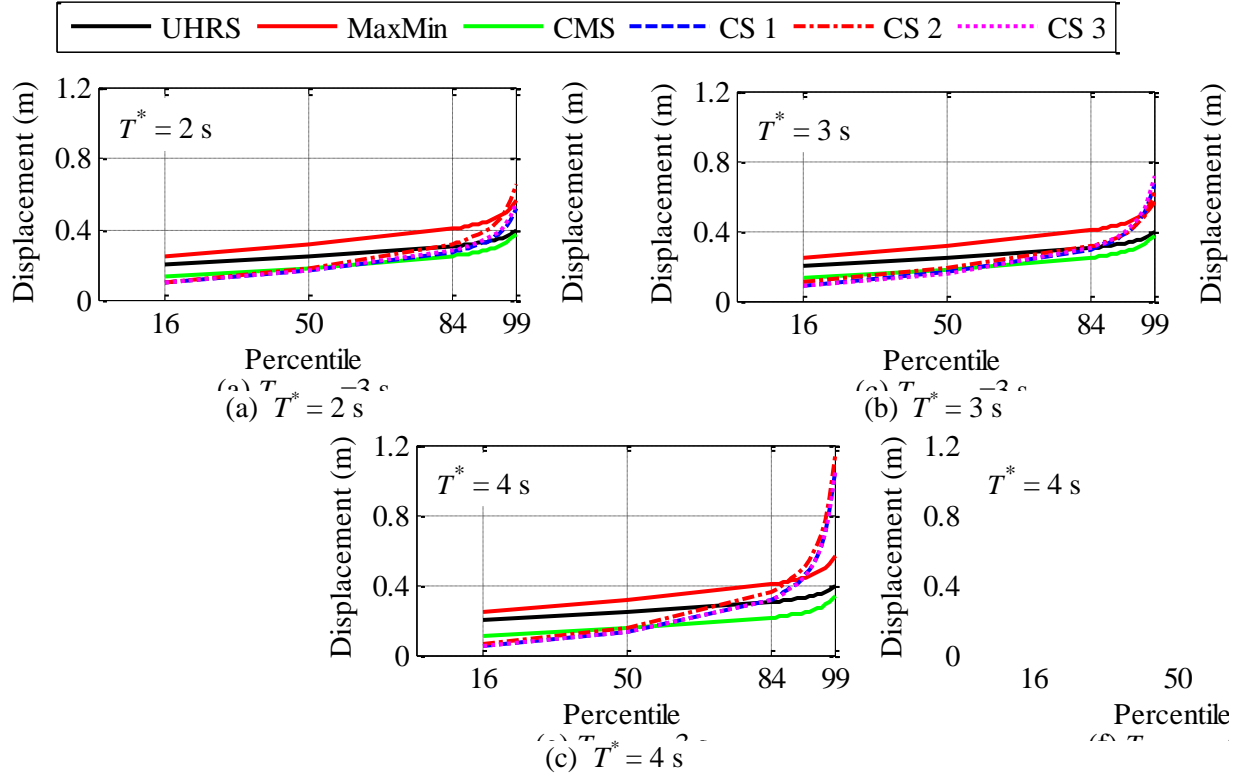 UHRS MaxMin CMS CS 1 CS 2 CS 3
Displacement (m)
1.2
0.8
0.4
0
T* = 2 s
16 50 84 99
Percentile
(a) T* = 2 s
Displacement (m)
Displacement (m)
1.2
0.8
0.4
0
T* = 3 s
16 50 84 99
Percentile
(b) T* = 3 s
Displacement (m)
Displacement (m)
1.2
0.8
0.4
0
T* = 4 s
16 50 84 99
Percentile
(c) T* = 4 s
Displacement (m)
1.2
0.8
0.4
0
T* = 4 s
16 50
Percentile